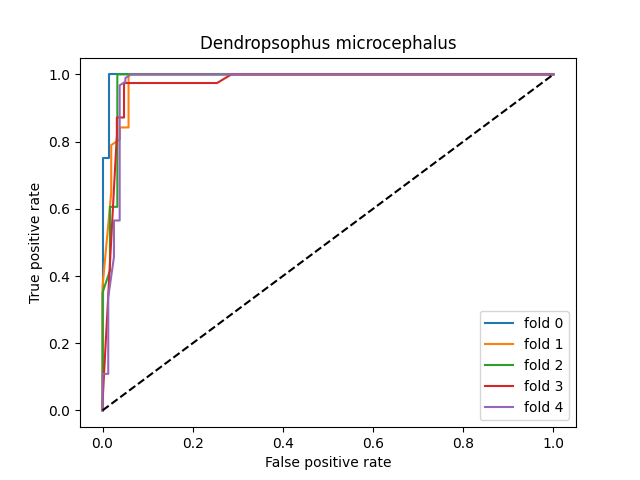 Dendropsophus microcephalus
True positive rate
1.0
0.8
0.6
0.4
0.2
0.0
fold 0
fold 1
fold 2
fold 3
fold 4
0.0 0.2 0.4 0.6 0.8 1.0
False positive rate